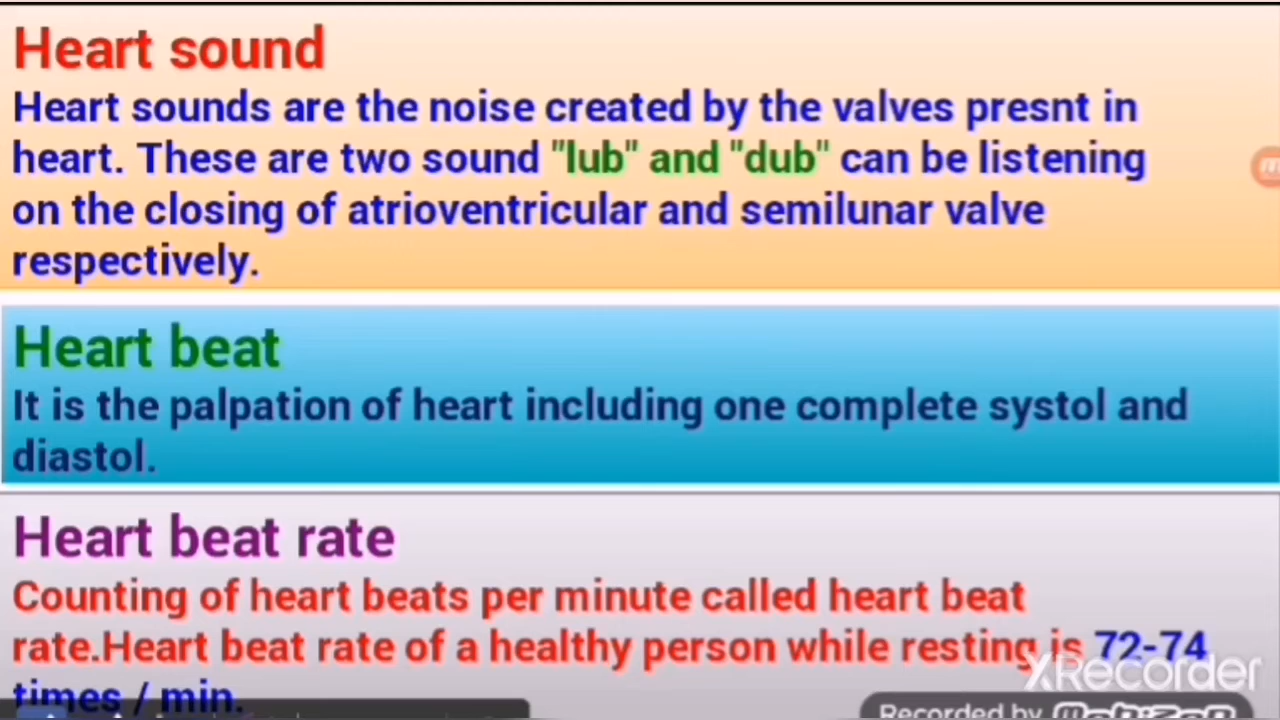 Heart sound
Heart sounds are the noise created by the valves presnt in
heart. These are two sound "lub" and "dub" can be listening
on the closing of atrioventricular and semilunar valve
respectively.
Heart beat
It is the palpation of heart including one complete systol and
diastol.
Heart beat rate
Counting of heart beats per minute called heart beat
rate.Heart beat rate of a healthy person while resting is 72-74
XRecorder
times / min.
Recorded by